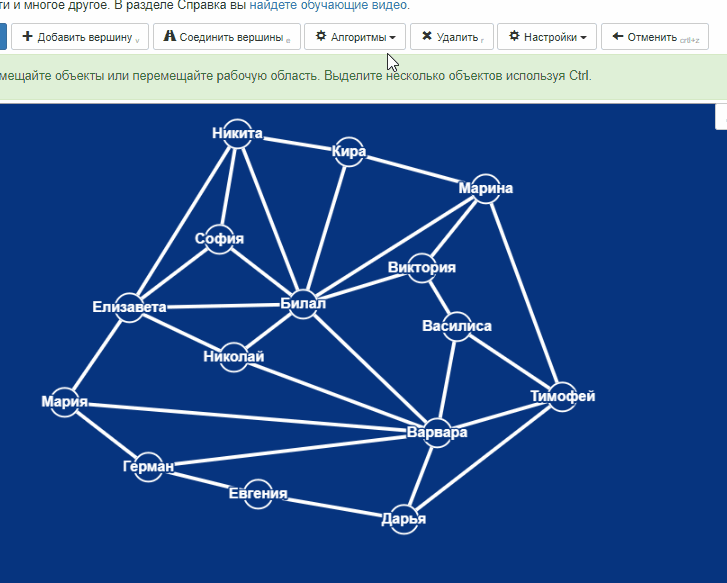 ти и многое другое. В разделе Справка вы найдете обучающие видео.
Добавить вершину v Соединить вершины e Алгоритмы Удалить r Настройки Отменить crtl+z
мещайте объекты или перемещайте рабочую область. Выделите несколько объектов используя Ctrl.
Никита
Кира
Марина
София
Виктория
Елизавета
Билал
Василиса
Николай
Мария
Тимофей
Варвара
Герман
Евгения
Дарья